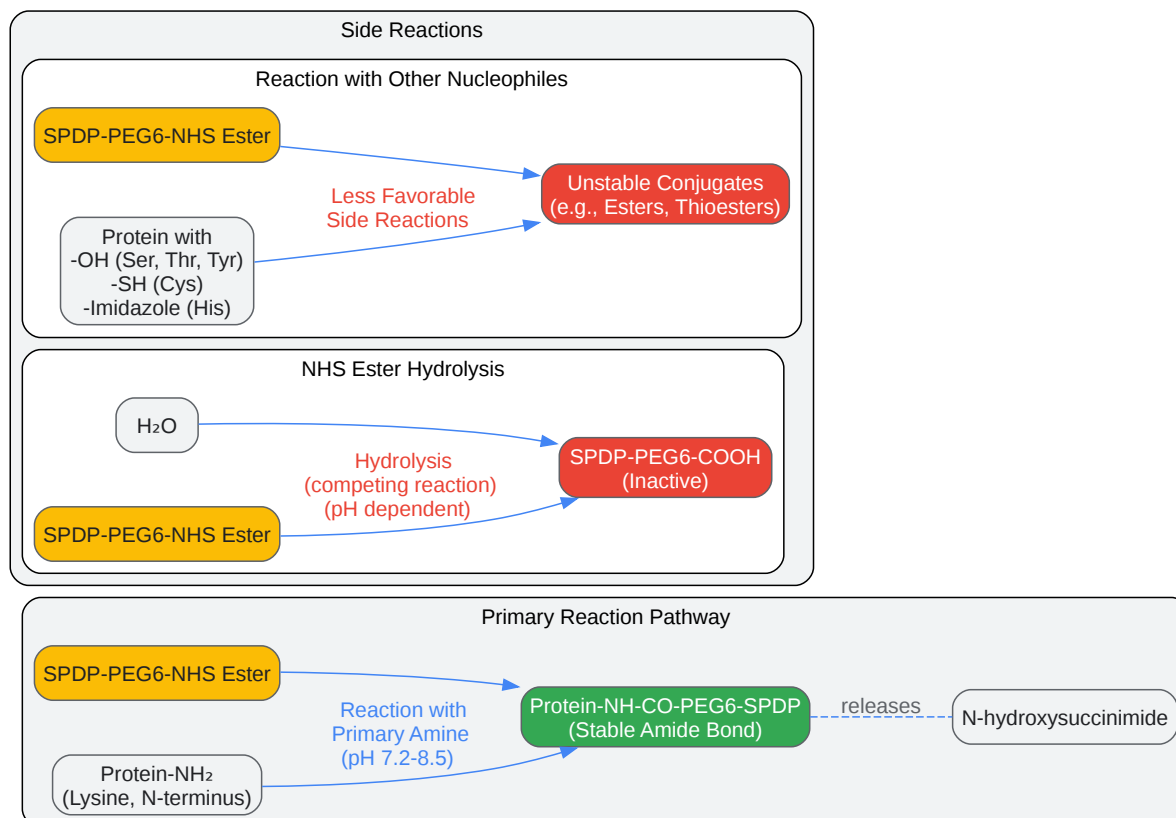 Side Reactions
Reaction with Other Nucleophiles
SPDP-PEG6-NHS Ester
Unstable Conjugates
(e.g., Esters, Thioesters)
Less Favorable
Side Reactions
Protein with
-OH (Ser, Thr, Tyr)
-SH (Cys)
-Imidazole (His)
NHS Ester Hydrolysis
H₂O
SPDP-PEG6-COOH
(Inactive)
Hydrolysis
(competing reaction)
(pH dependent)
SPDP-PEG6-NHS Ester
Primary Reaction Pathway
SPDP-PEG6-NHS Ester
Reaction with
Primary Amine
(pH 7.2-8.5)
Protein-NH-CO-PEG6-SPDP
(Stable Amide Bond)
releases
N-hydroxysuccinimide
Protein-NH₂
(Lysine, N-terminus)